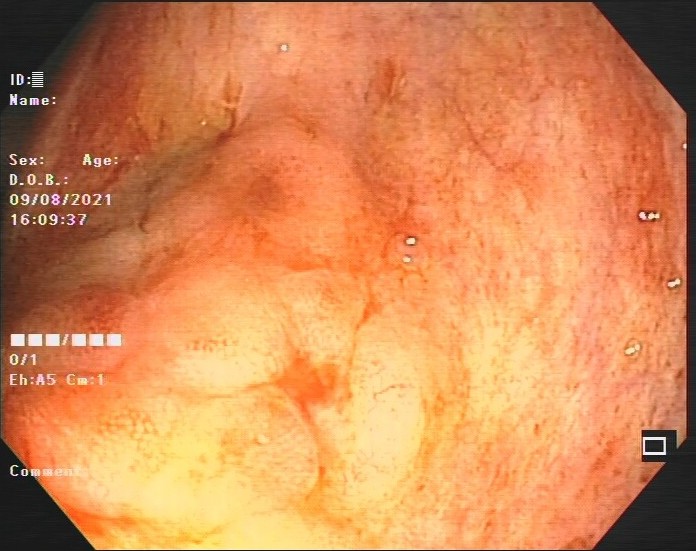 ID:
Name:
Sex: Age:
D.O.B.:
09/08/2021
16:09:37
■■■/■■■
0/1
Eh:A5 Cm:1
Comment